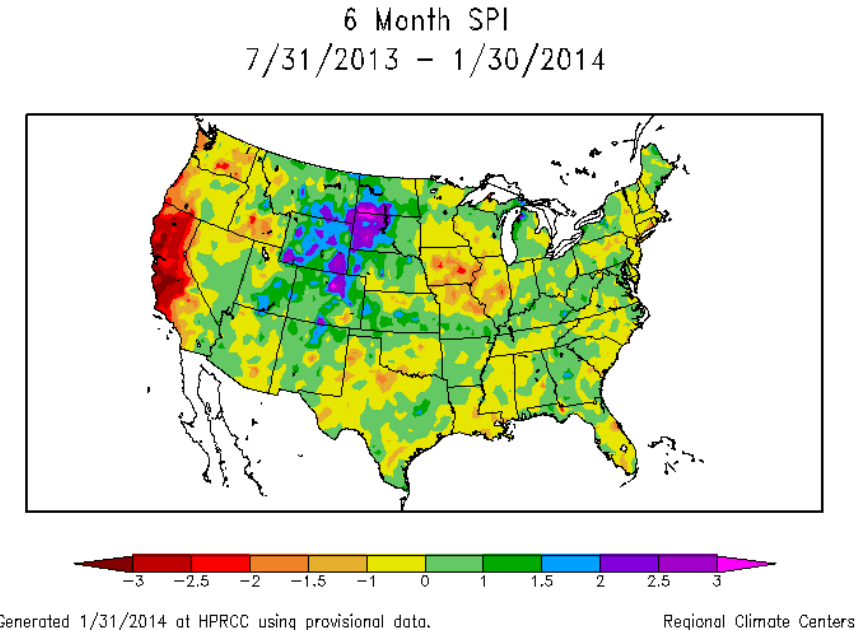 6 Month SPI
7/31/2013 – 1/30/2014
-3 -2.5 -2 -1.5 -1 0 1 1.5 2 2.5 3
Generated 1/31/2014 at HPRCC using provisional data. Regional Climate Centers